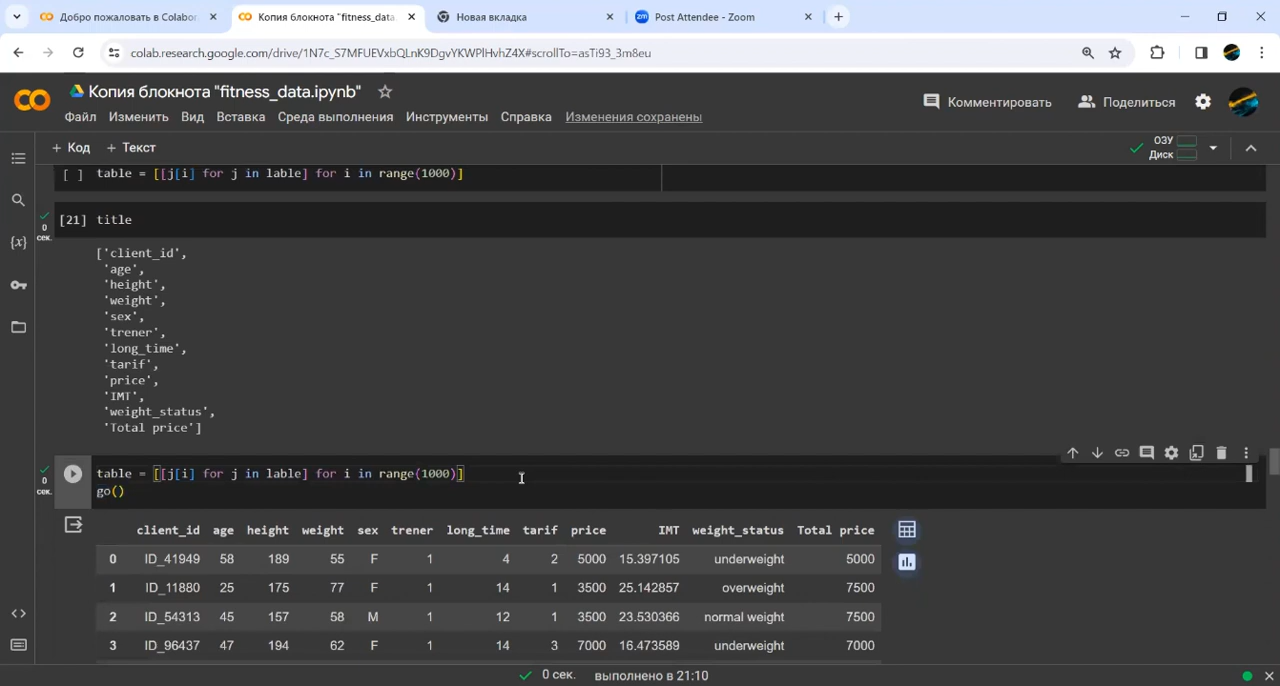 Добро пожаловать в Colabor
Копия блокнота "fitness_data.
Новая вкладка
Post Attendee - Zoom
colab.research.google.com/drive/1N7c_S7MFUEVxbQLnK9DgvYKWPlHvhZ4X#scrollTo=asTi93_3m8eu
Копия блокнота "fitness_data.ipynb"
Комментировать
Поделиться
Файл Изменить Вид Вставка Среда выполнения Инструменты Справка Изменения сохранены
+ Код + Текст
ОЗУ
Диск
[ ] table = [[j[i] for j in lable] for i in range(1000)]
[21] title
0
сек.
['client_id',
'age',
'height',
'weight',
'sex',
'trener',
'long_time',
'tarif',
'price',
'IMT',
'weight_status',
'Total price']
table = [[j[i] for j in lable] for i in range(1000)]
0
сек.
go()
client_id age height weight sex trener long_time tarif price IMT weight_status Total price
0 ID_41949 58 189 55 F 1 4 2 5000 15.397105 underweight 5000
1 ID_11880 25 175 77 F 1 14 1 3500 25.142857 overweight 7500
2 ID_54313 45 157 58 M 1 12 1 3500 23.530366 normal weight 7500
3 ID_96437 47 194 62 F 1 14 3 7000 16.473589 underweight 7000
0 сек. выполнено в 21:10